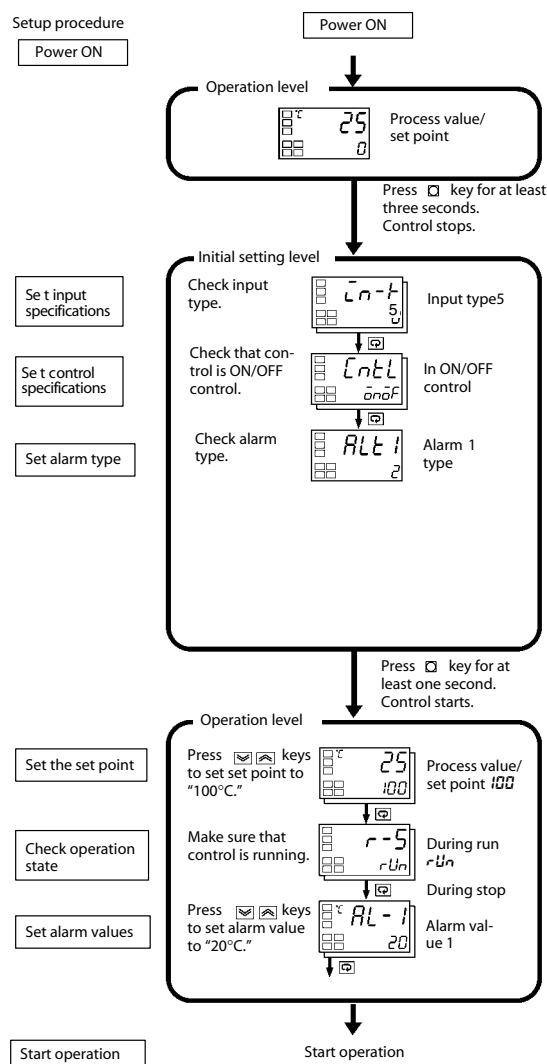 Setup procedure
Power ON
Power ON
Operation level
℃
25
0
Process value/
set point
Press key for at least
three seconds.
Control stops.
Initial setting level
Set input
specifications
Check input
type.
in-t
5
Input type5
Set control
specifications
Check that con-
trol is ON/OFF
control.
CntL
onoF
In ON/OFF
control
Set alarm type
Check alarm
type.
ALt1
2
Alarm 1
type
Press key for at
least one second.
Control starts.
Operation level
Set the set point
Press keys
to set set point to
“100°C.”
℃
25
100
Process value/
set point 100
Check operation
state
Make sure that
control is running.
r-S
rUn
During run
rUn
During stop
Set alarm values
Press keys
to set alarm value
to “20°C.”
℃
AL-1
20
Alarm val-
ue 1
Start operation
Start operation